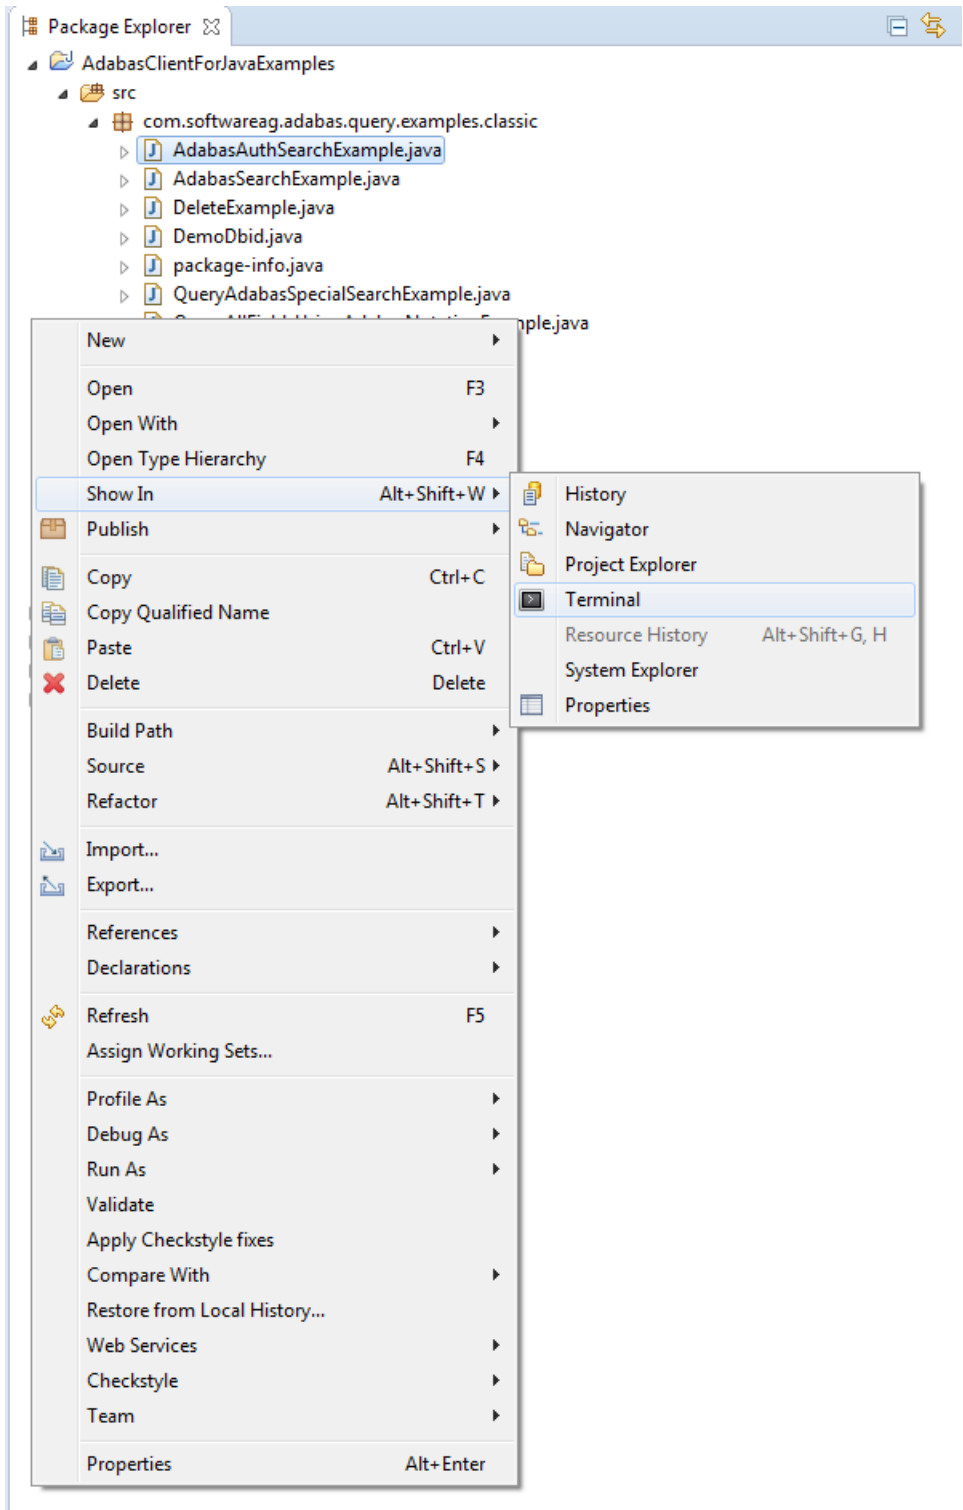 Package Explorer
AdabasClientForJavaExamples
src
com.softwareag.adabas.query.examples.classic
AdabasAuthSearchExample.java
AdabasSearchExample.java
DeleteExample.java
DemoDbid.java
package-info.java
QueryAdabasSpecialSearchExample.java
New
Open F3
Open With
Open Type Hierarchy F4
Show In Alt+Shift+W
Publish
Copy Ctrl+C
Copy Qualified Name
Paste Ctrl+V
Delete Delete
Build Path
Source Alt+Shift+S
Refactor Alt+Shift+T
Import...
Export...
References
Declarations
Refresh F5
Assign Working Sets...
Profile As
Debug As
Run As
Validate
Apply Checkstyle fixes
Compare With
Restore from Local History...
Web Services
Checkstyle
Team
Properties Alt+Enter
History
Navigator
Project Explorer
Terminal
Resource History Alt+Shift+G, H
System Explorer
Properties